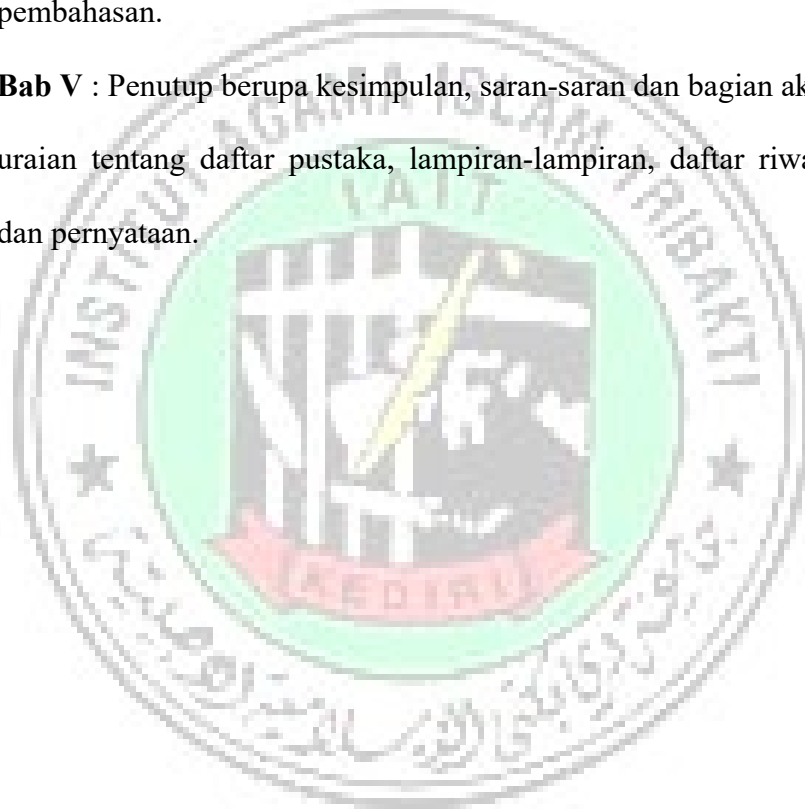 pembahasan.
Bab V : Penutup berupa kesimpulan, saran-saran dan bagian ak
uraian tentang daftar pustaka, lampiran-lampiran, daftar riwa
dan pernyataan.
INSTITUT AGAMA ISLAM TRIBAKTI
IAIT
KEDIRI